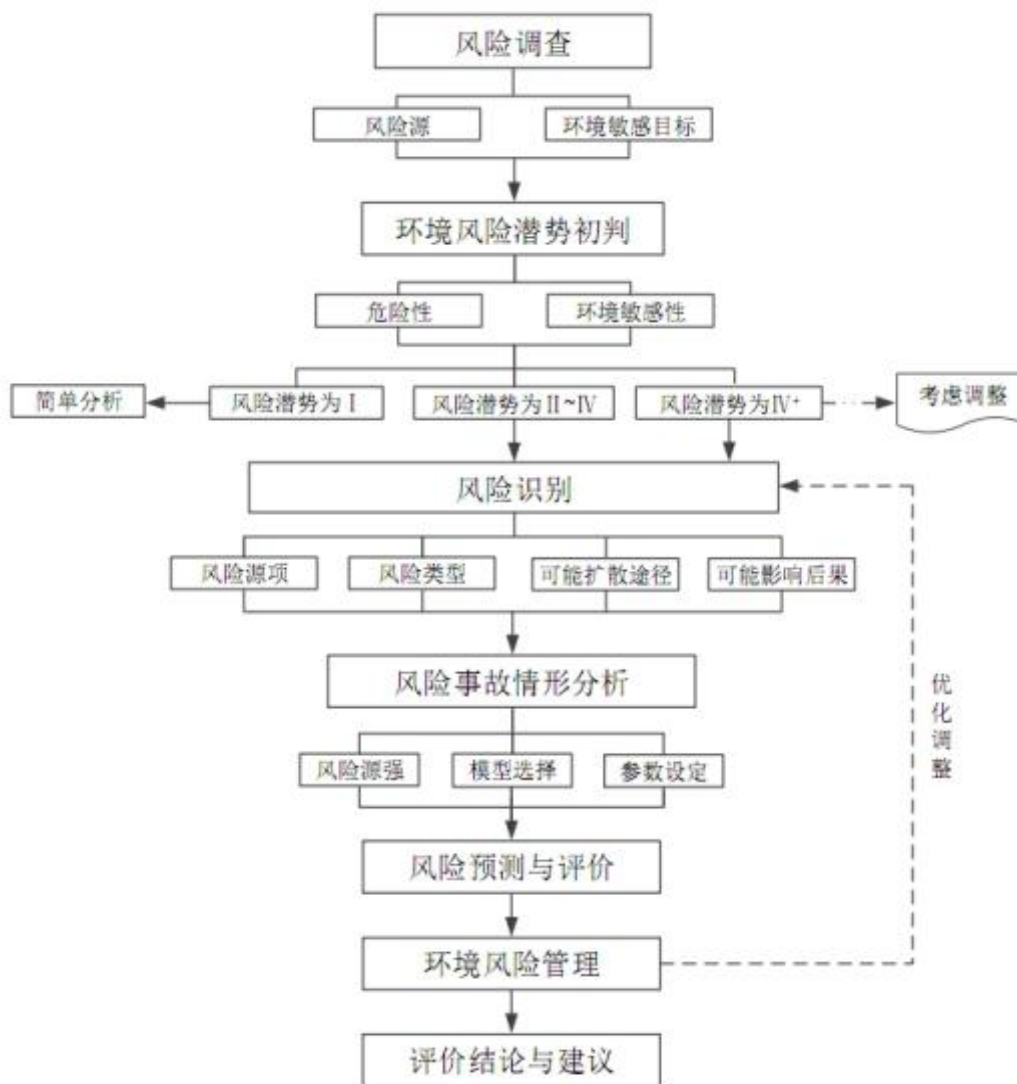 风险调查
风险源
环境敏感目标
环境风险潜势初判
危险性
环境敏感性
简单分析
风险潜势为Ⅰ
风险潜势为Ⅱ~Ⅳ
风险潜势为Ⅳ⁺
考虑调整
风险识别
风险源项
风险类型
可能扩散途径
可能影响后果
风险事故情形分析
风险源强
模型选择
参数设定
优化调整
风险预测与评价
环境风险管理
评价结论与建议